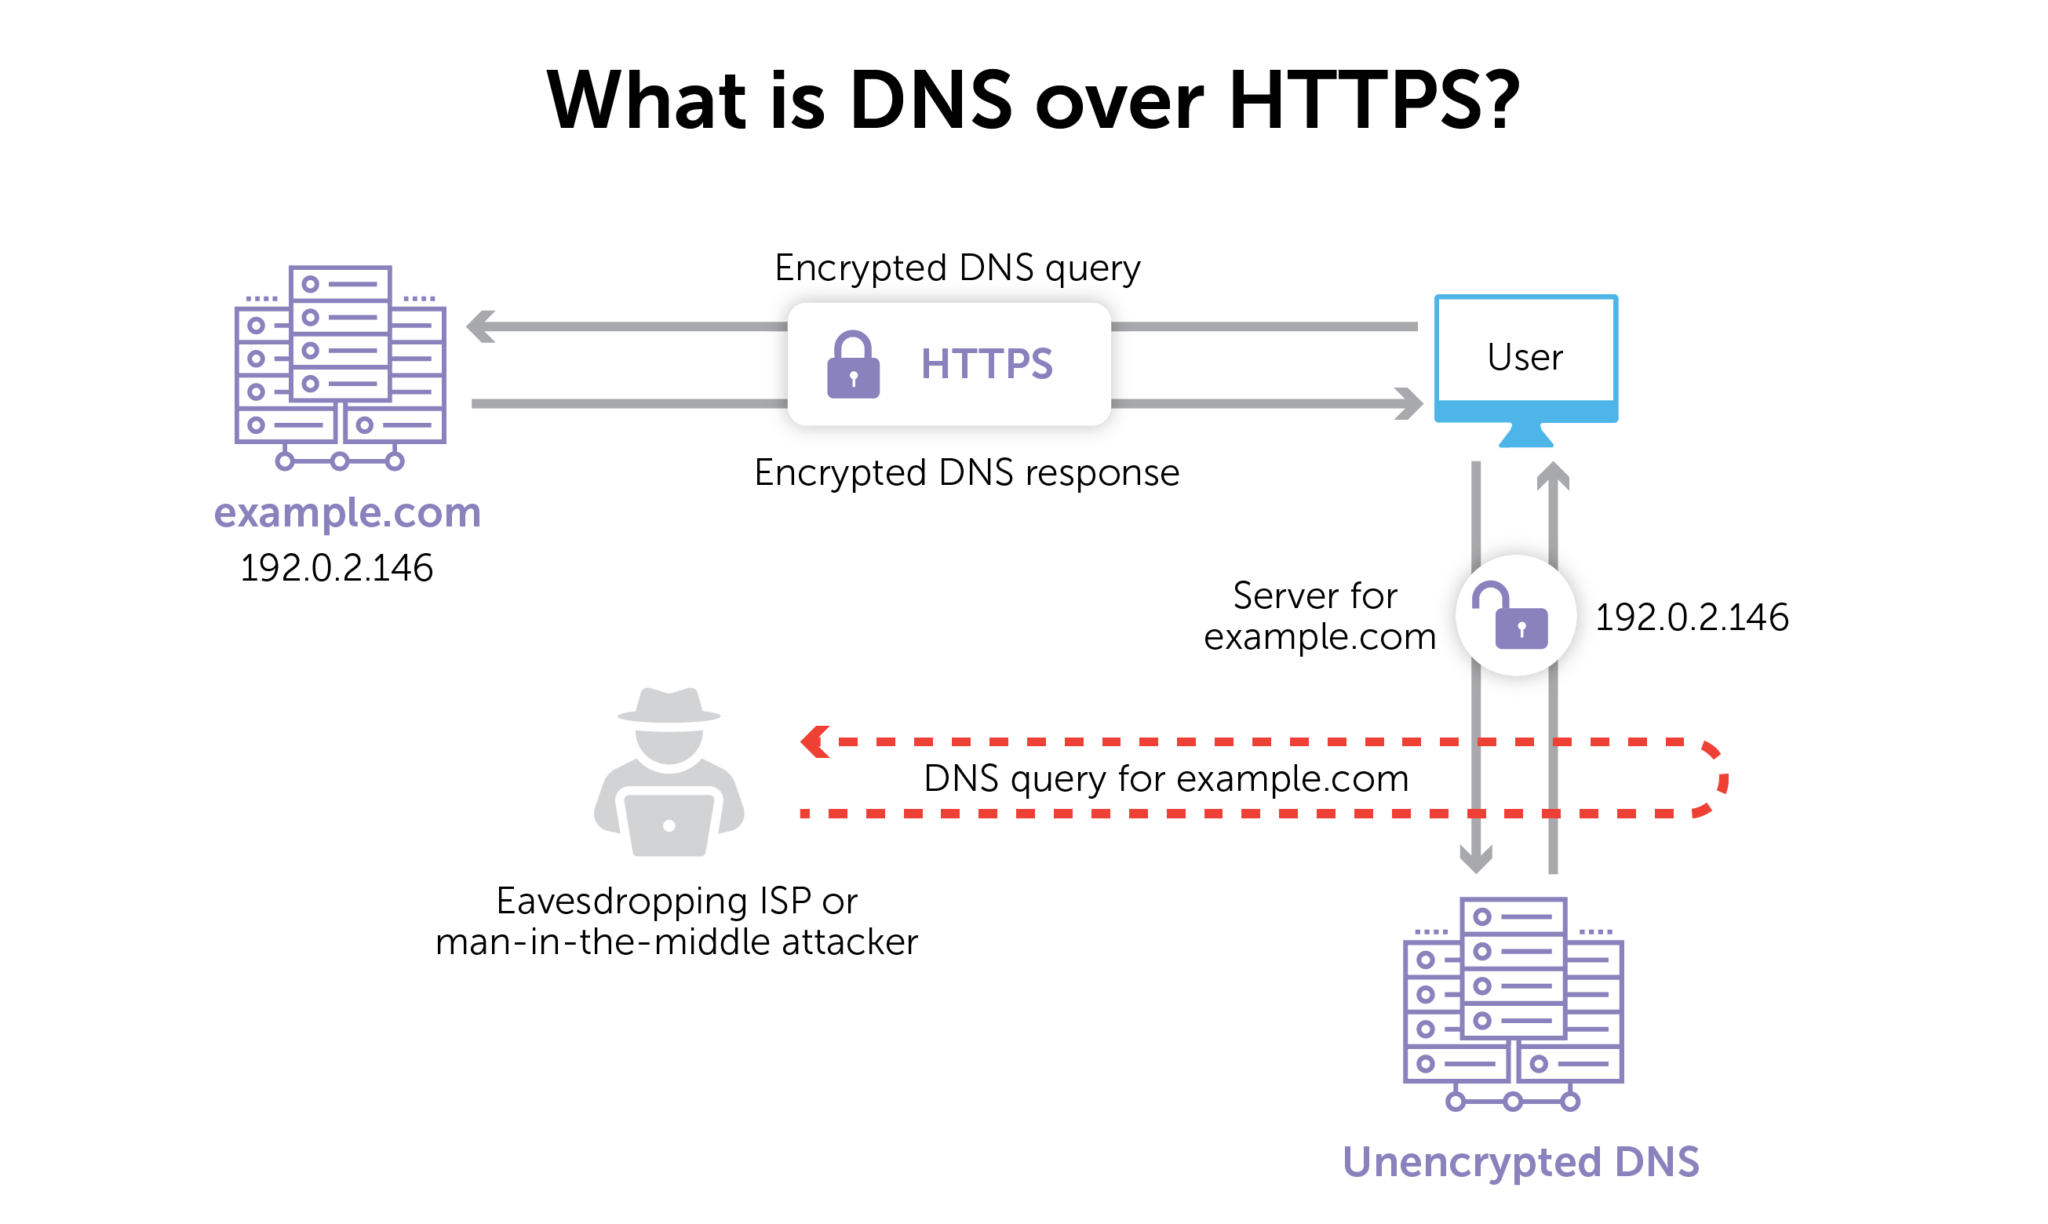 What is DNS over HTTPS?
Encrypted DNS query
HTTPS
User
Encrypted DNS response
example.com
192.0.2.146
Server for
example.com
192.0.2.146
DNS query for example.com
Eavesdropping ISP or
man-in-the-middle attacker
Unencrypted DNS